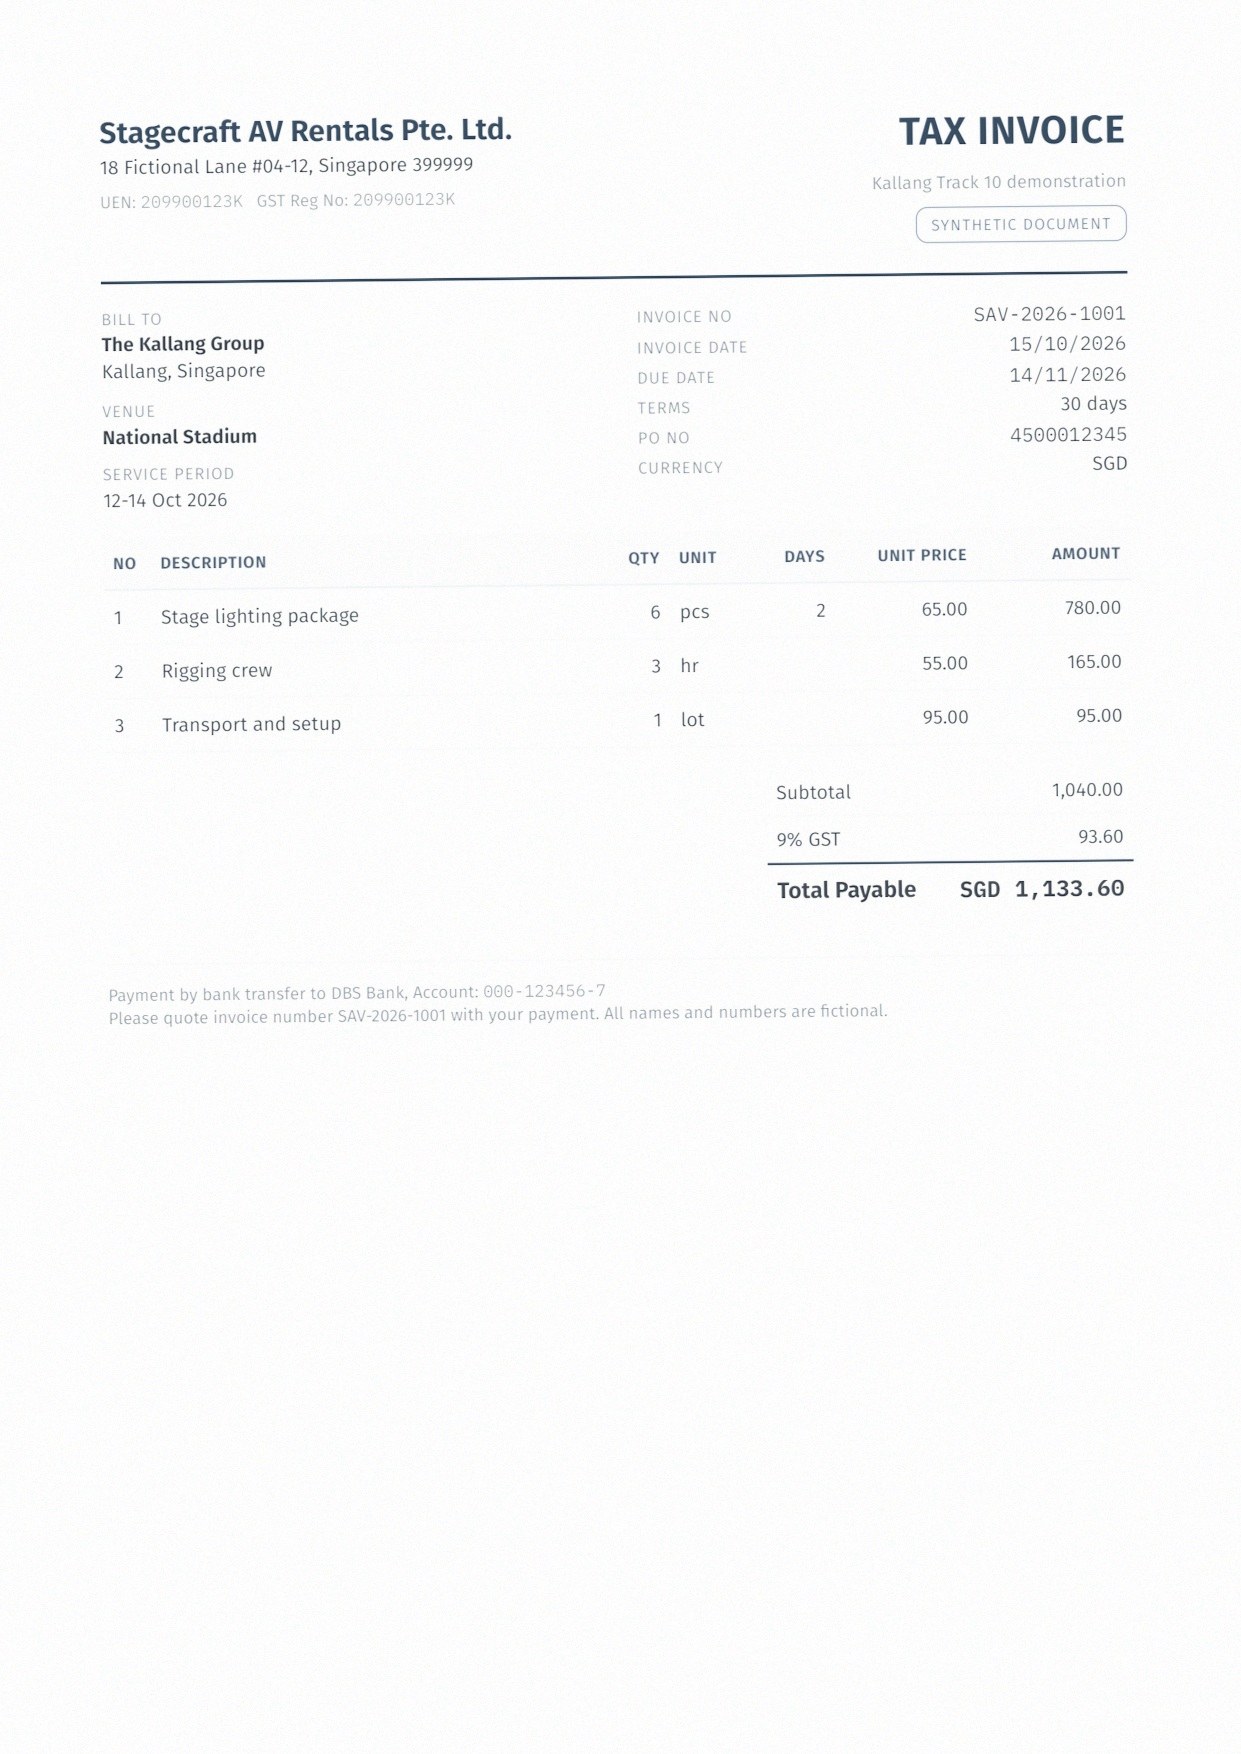 Stagecraft AV Rentals Pte. Ltd.
18 Fictional Lane #04-12, Singapore 399999
UEN: 209900123K GST Reg No: 209900123K
TAX INVOICE
Kallang Track 10 demonstration
SYNTHETIC DOCUMENT
BILL TO
The Kallang Group
Kallang, Singapore
VENUE
National Stadium
SERVICE PERIOD
12-14 Oct 2026
INVOICE NO SAV-2026-1001
INVOICE DATE 15/10/2026
DUE DATE 14/11/2026
TERMS 30 days
PO NO 4500012345
CURRENCY SGD
NO DESCRIPTION QTY UNIT DAYS UNIT PRICE AMOUNT
1 Stage lighting package 6 pcs 2 65.00 780.00
2 Rigging crew 3 hr 55.00 165.00
3 Transport and setup 1 lot 95.00 95.00
Subtotal 1,040.00
9% GST 93.60
Total Payable SGD 1,133.60
Payment by bank transfer to DBS Bank, Account: 000-123456-7
Please quote invoice number SAV-2026-1001 with your payment. All names and numbers are fictional.